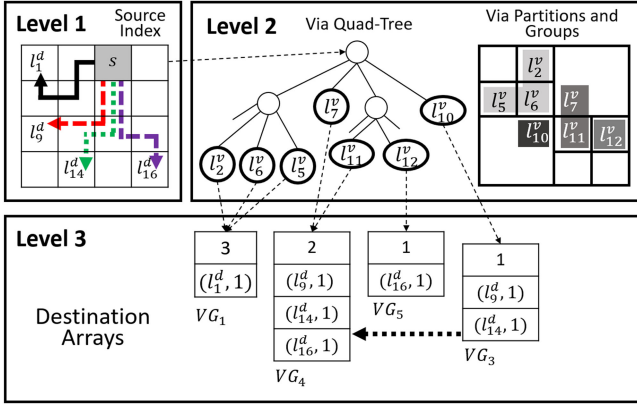 Level 1
Source
Index
l_1^d
s
l_9^d
l_14^d
l_16^d
Level 2
Via Quad-Tree
l_7^v
l_10^v
l_2^v
l_6^v
l_5^v
l_11^v
l_12^v
Via Partitions and
Groups
l_2^v
l_5^v
l_6^v
l_7^v
l_10^v
l_11^v
l_12^v
Level 3
Destination
Arrays
3
(l_1^d, 1)
VG_1
2
(l_9^d, 1)
(l_14^d, 1)
(l_16^d, 1)
VG_4
1
(l_16^d, 1)
VG_5
1
(l_9^d, 1)
(l_14^d, 1)
VG_3